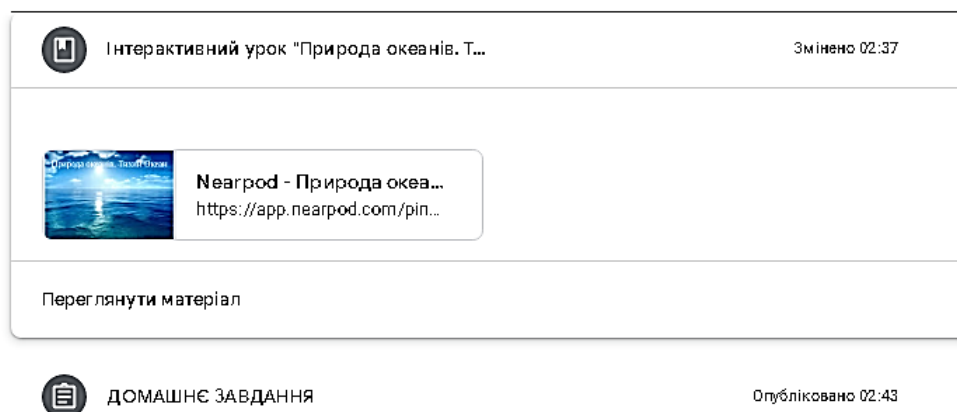 Інтерактивний урок "Природа океанів. Т...
Змінено 02:37
Природа океанів. Тихий Океан
Nearpod - Природа океа...
https://app.nearpod.com/pin...
Переглянути матеріал
ДОМАШНЄ ЗАВДАННЯ
Опубліковано 02:43